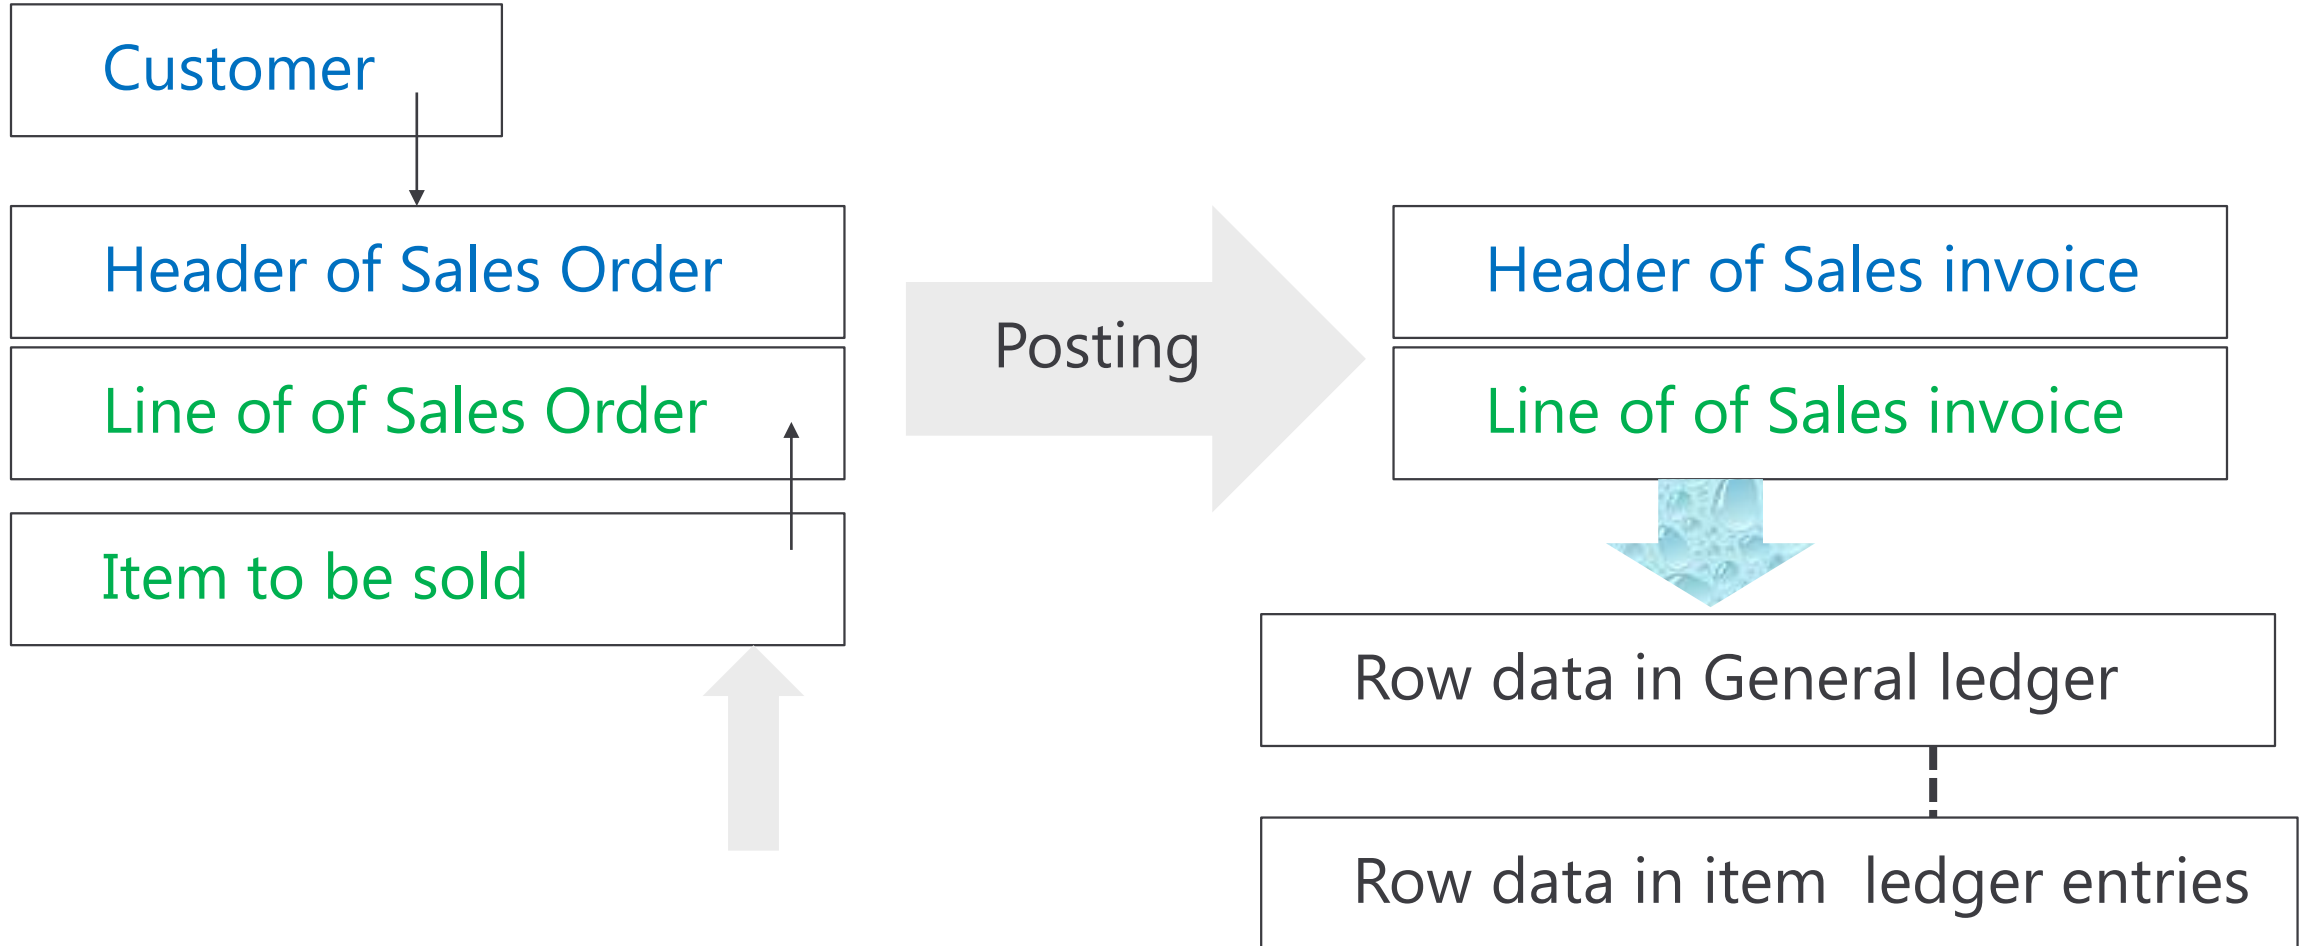 Customer
Header of Sales Order
Line of of Sales Order
Item to be sold
Posting
Header of Sales invoice
Line of of Sales invoice
Row data in General ledger
Row data in item  ledger entries